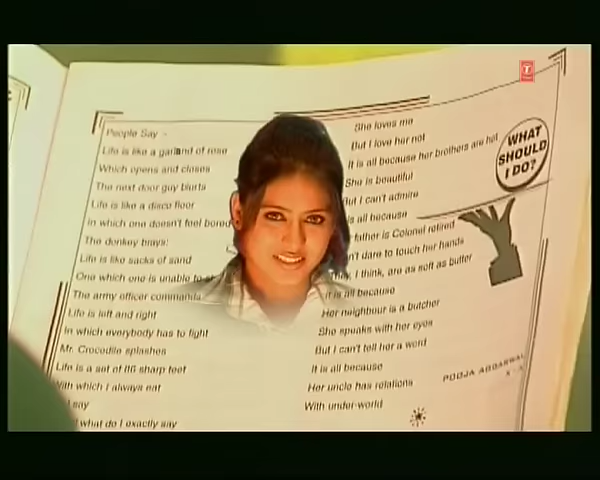 People Say -
Life is like a garland of rose
Which opens and closes
The next door guy blurts
Life is like a disco floor
In which one doesn't feel bored
The donkey brays:
Life is like sacks of sand
One which one is unable to
The army officer commands
Life is left and right
In which everybody has to fight
Mr. Crocodile splashes
Life is a set of 86 sharp teet
With which I always eat
I say
what do I exactly say
She loves me
But I love her not
It is all because her brothers are hot
She is beautiful
But I can't admire
is all because
father is Colonel retired
n't dare to touch her hands
They, I think, are as soft as butter
It is all because
Her neighbour is a butcher
She speaks with her eyes
But I can't tell her a word
It is all because
Her uncle has relations
With under-world
POOJA AGGARWAL
X - A
WHAT
SHOULD
I DO?
T